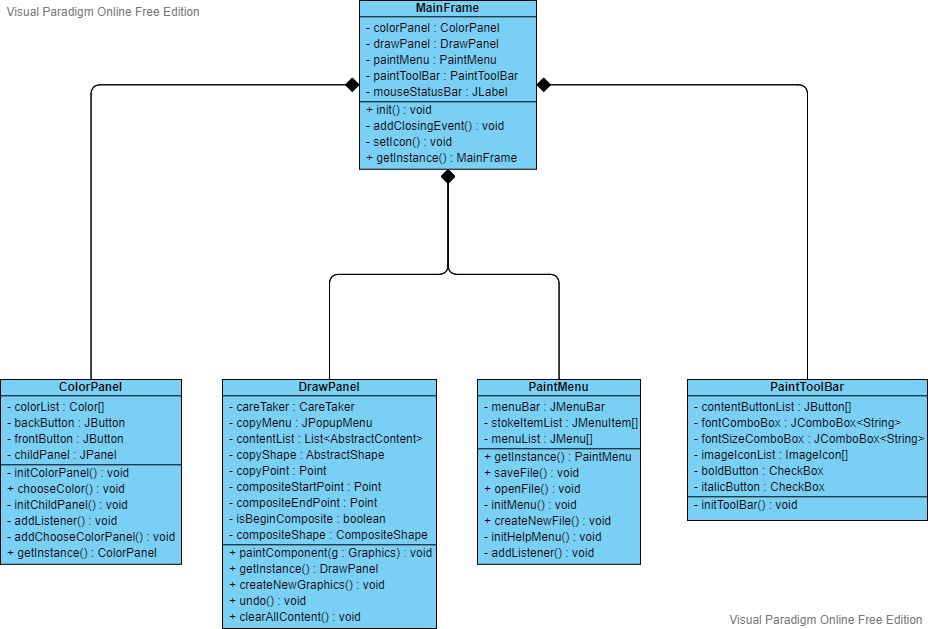 Visual Paradigm Online Free Edition
MainFrame
- colorPanel : ColorPanel
- drawPanel : DrawPanel
- paintMenu : PaintMenu
- paintToolBar : PaintToolBar
- mouseStatusBar : JLabel
+ init() : void
- addClosingEvent() : void
- setIcon() : void
+ getInstance() : MainFrame
ColorPanel
- colorList : Color[]
- backButton : JButton
- frontButton : JButton
- childPanel : JPanel
- initColorPanel() : void
+ chooseColor() : void
- initChildPanel() : void
- addListener() : void
- addChooseColorPanel() : void
+ getInstance() : ColorPanel
DrawPanel
- careTaker : CareTaker
- copyMenu : JPopupMenu
- contentList : List<AbstractContent>
- copyShape : AbstractShape
- copyPoint : Point
- compositeStartPoint : Point
- compositeEndPoint : Point
- isBeginComposite : boolean
- compositeShape : CompositeShape
+ paintComponent(g : Graphics) : void
+ getInstance() : DrawPanel
+ createNewGraphics() : void
+ undo() : void
+ clearAllContent() : void
PaintMenu
- menuBar : JMenuBar
- stokeItemList : JMenuItem[]
- menuList : JMenu[]
+ getInstance() : PaintMenu
+ saveFile() : void
+ openFile() : void
- initMenu() : void
+ createNewFile() : void
- initHelpMenu() : void
- addListener() : void
PaintToolBar
- contentButtonList : JButton[]
- fontComboBox : JComboBox<String>
- fontSizeComboBox : JComboBox<String>
- imageIconList : ImageIcon[]
- boldButton : CheckBox
- italicButton : CheckBox
- initToolBar() : void
Visual Paradigm Online Free Edition